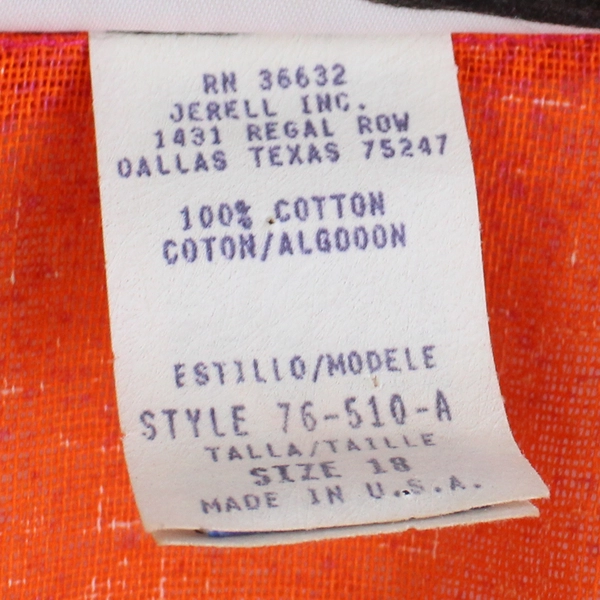 RN 36632
JERELL INC.
1431 REGAL ROW
DALLAS TEXAS 75247
100% COTTON
COTON/ALGODON
ESTILLO/MODELE
STYLE 76-510-A
TALLA/TAILLE
SIZE 18
MADE IN U.S.A.